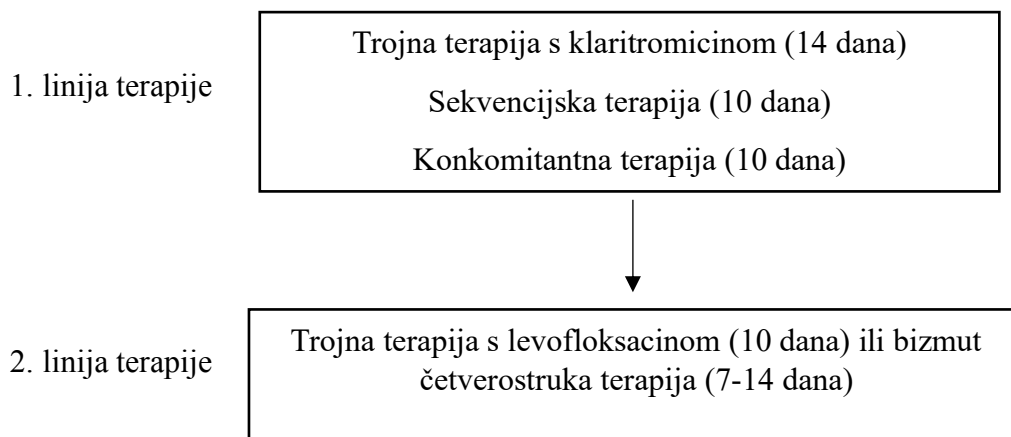 1. linija terapije
Trojna terapija s klaritromicinom (14 dana)
Sekvencijska terapija (10 dana)
Konkomitantna terapija (10 dana)
2. linija terapije
Trojna terapija s levofloksacinom (10 dana) ili bizmut
četverostruka terapija (7-14 dana)